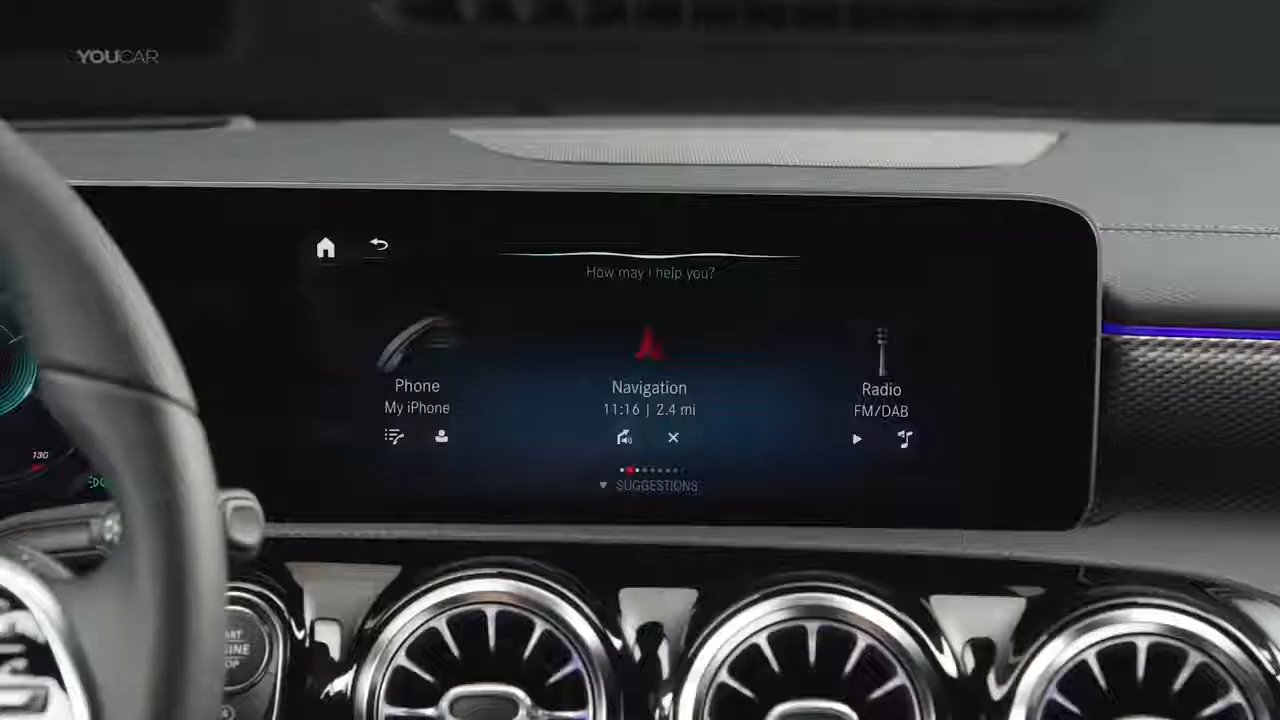 YOUCAR
How may I help you?
Phone
My iPhone
Navigation
11:16 | 2.4 mi
Radio
FM/DAB
SUGGESTIONS
130